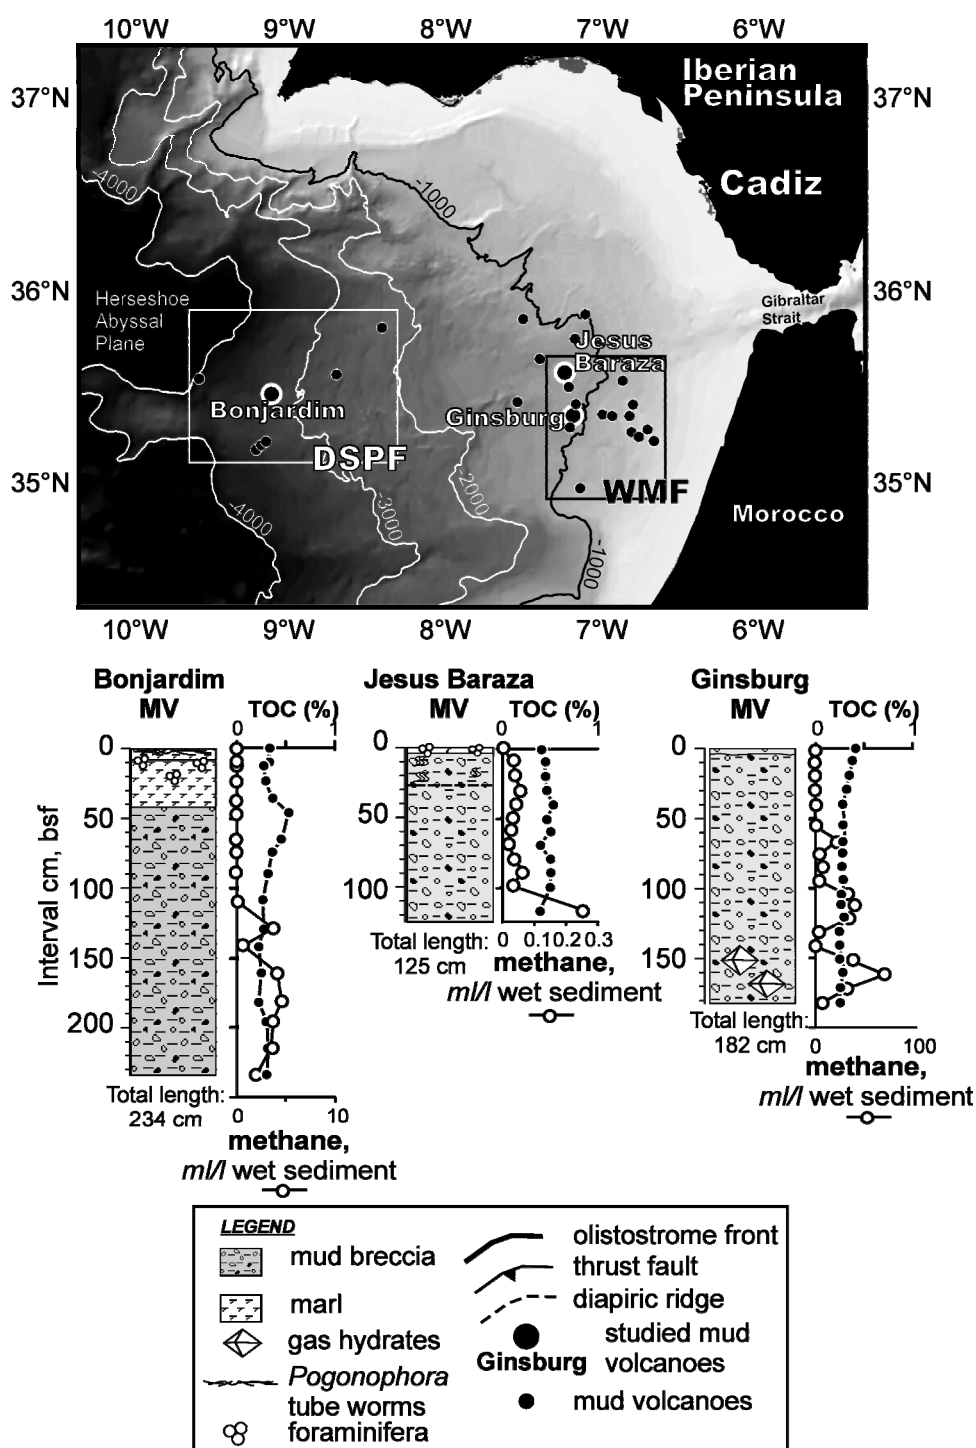 10°W 9°W 8°W 7°W 6°W
Iberian
Peninsula
37°N 37°N
Cadiz
-4000
-1000
36°N 36°N
Herseshoe
Abyssal
Plane
Gibraltar
Strait
Jesus
Baraza
Bonjardim
Ginsburg
DSPF
WMF
35°N 35°N
-4000
-3000
-2000
-1000
Morocco
10°W 9°W 8°W 7°W 6°W
Bonjardim
MV
TOC (%)
0 1
Jesus Baraza
MV
TOC (%)
0 1
Ginsburg
MV
TOC (%)
0 1
Interval cm, bsf
0
50
100
150
200
Total length:
234 cm
0 10
methane,
ml/l wet sediment
0
50
100
Total length:
125 cm
0 0.1 0.2 0.3
methane,
ml/l wet sediment
0
50
100
150
Total length:
182 cm
0 100
methane,
ml/l wet sediment
LEGEND
mud breccia
marl
gas hydrates
Pogonophora
tube worms
foraminifera
olistostrome front
thrust fault
diapiric ridge
studied mud
Ginsburg volcanoes
mud volcanoes